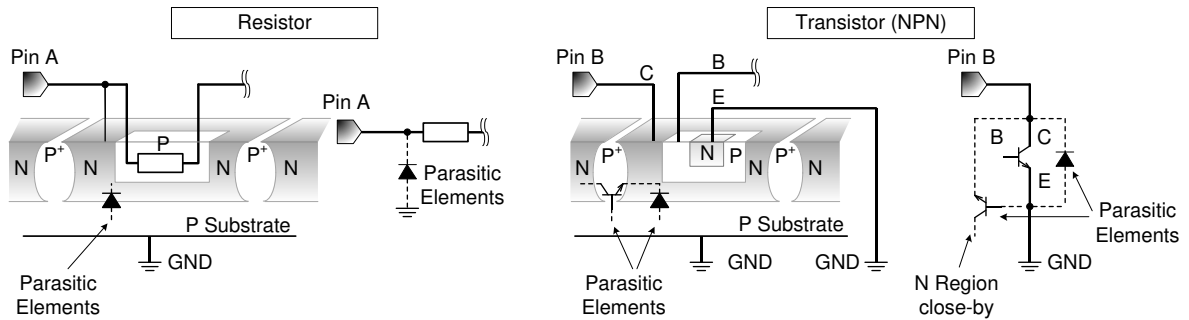 Resistor
Pin A
N
P+
N
P
N
P+
N
P Substrate
GND
Parasitic
Elements
Pin A
Parasitic
Elements
Transistor (NPN)
Pin B
C
B
E
N
P+
N
N
P
N
P+
N
P Substrate
GND
GND
Parasitic
Elements
Pin B
B
C
E
Parasitic
Elements
GND
N Region
close-by